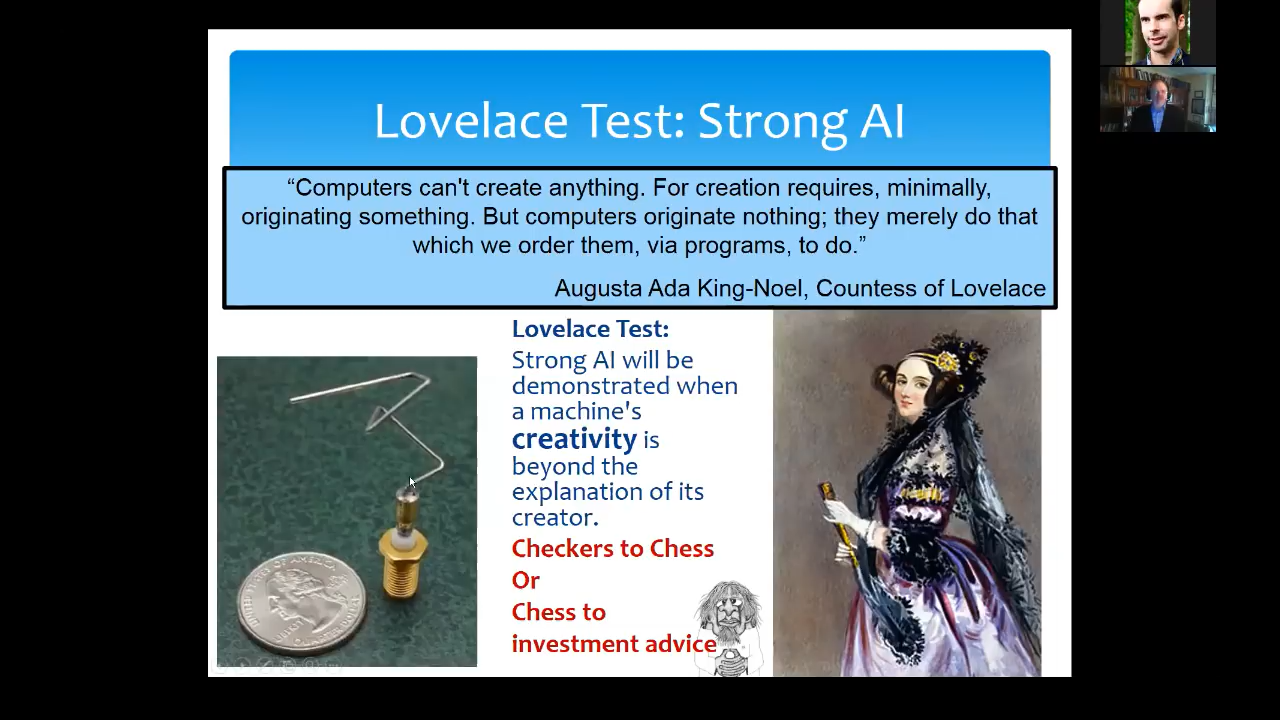 Lovelace Test: Strong AI
“Computers can't create anything. For creation requires, minimally,
originating something. But computers originate nothing; they merely do that
which we order them, via programs, to do.”
Augusta Ada King-Noel, Countess of Lovelace
Lovelace Test:
Strong AI will be
demonstrated when
a machine's
creativity is
beyond the
explanation of its
creator.
Checkers to Chess
Or
Chess to
investment advice